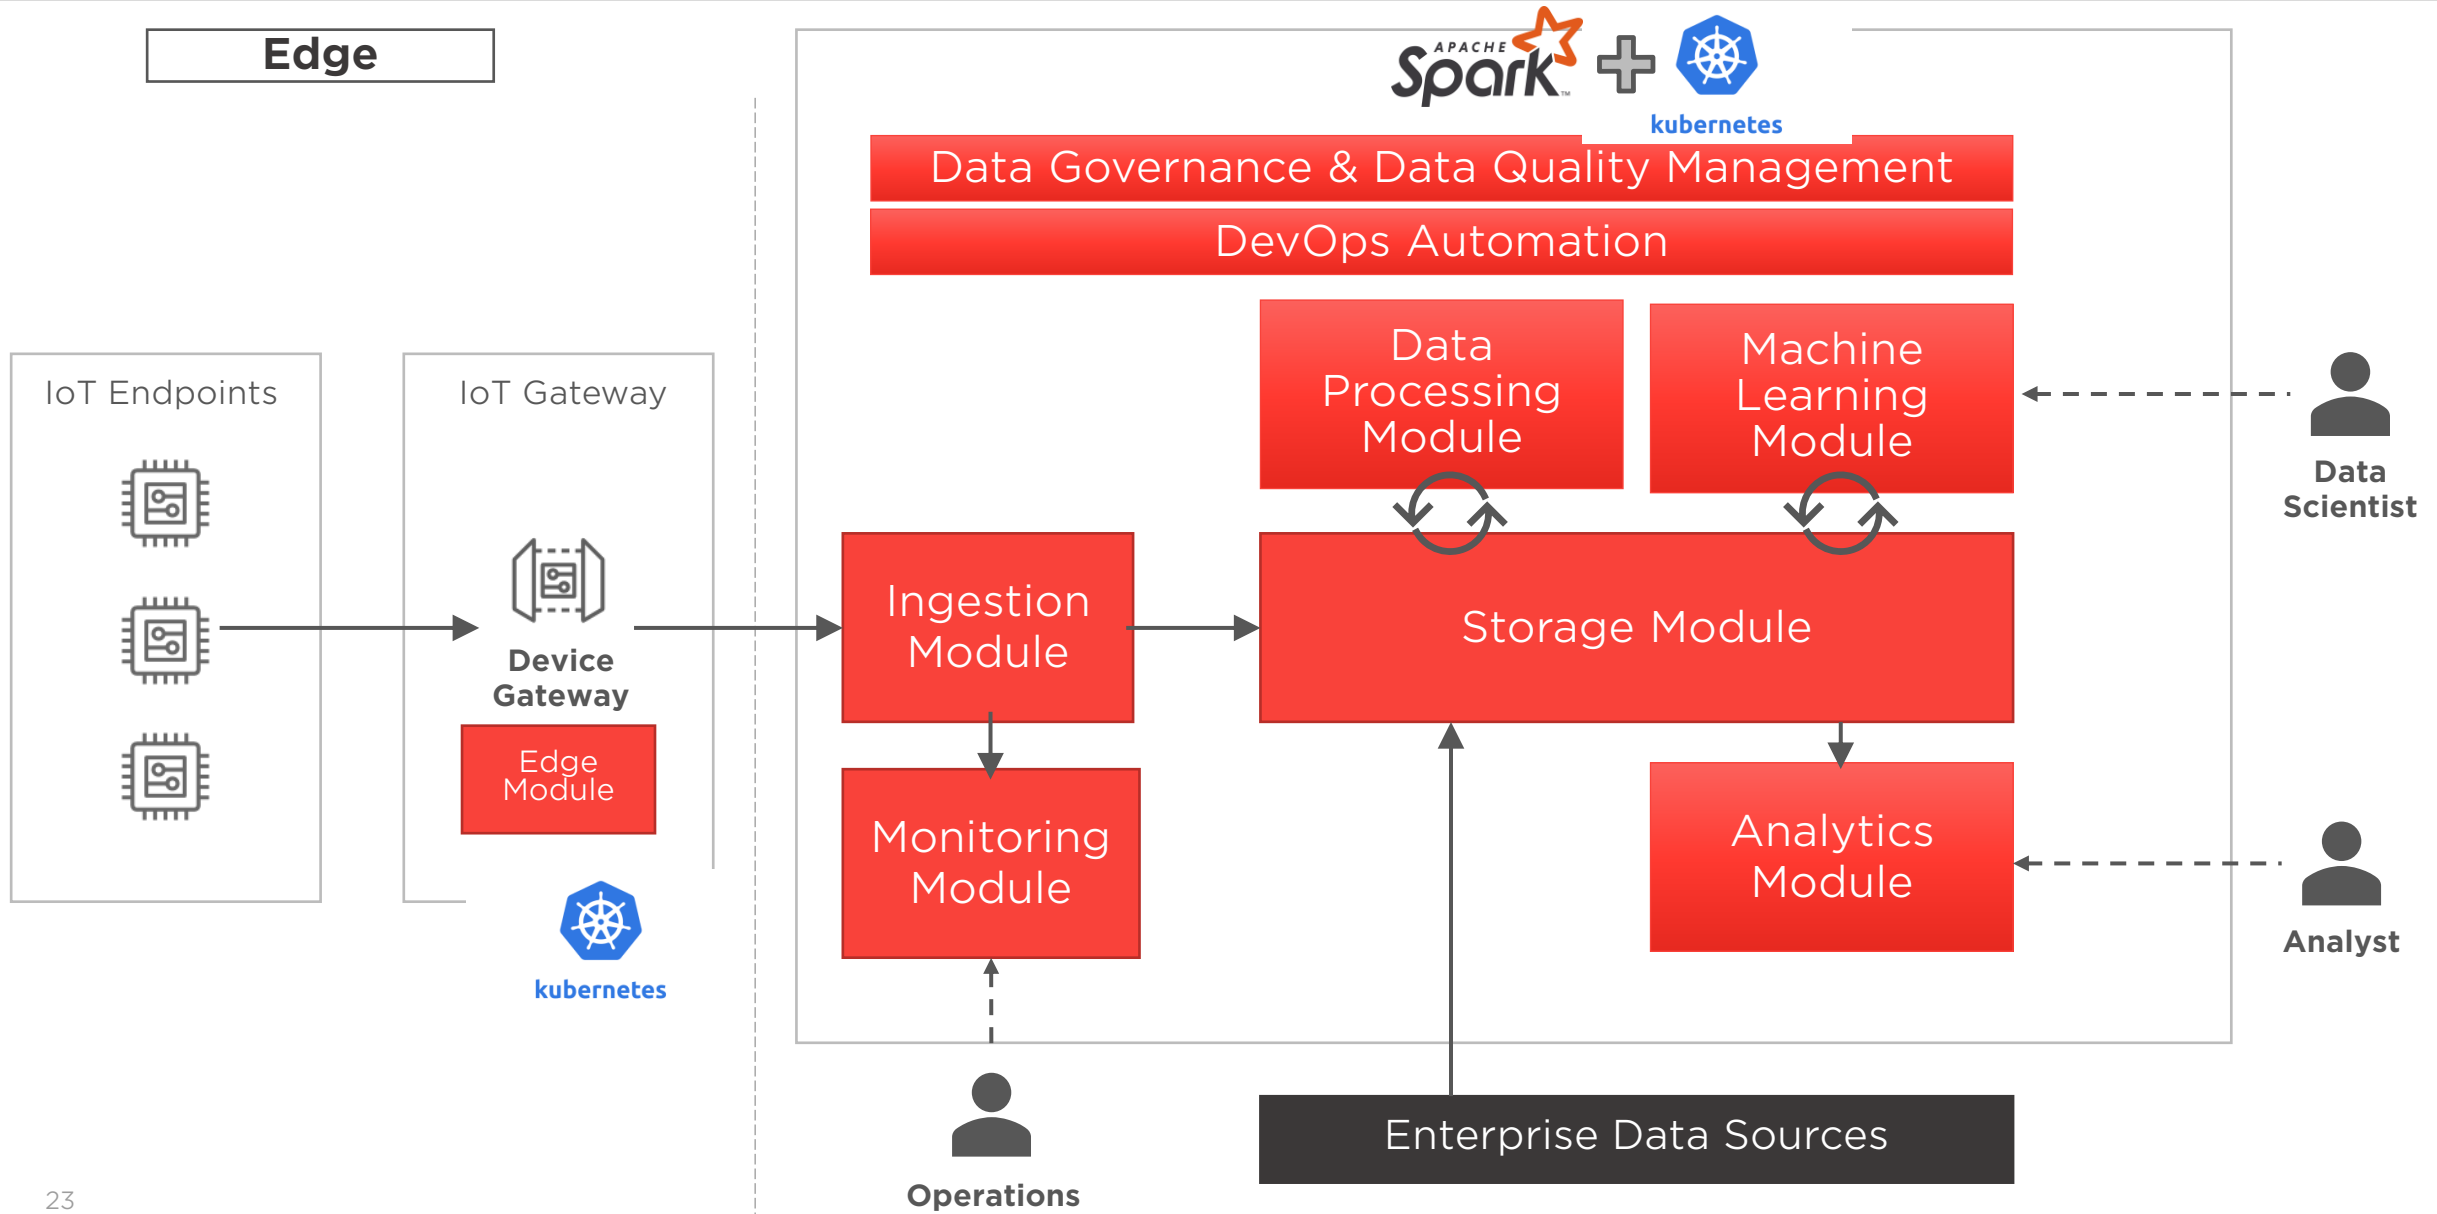 Edge
APACHE
Spark
TM
kubernetes
Data Governance & Data Quality Management
DevOps Automation
IoT Endpoints
IoT Gateway
Device
Gateway
Edge
Module
kubernetes
Data
Processing
Module
Machine
Learning
Module
Ingestion
Module
Storage Module
Monitoring
Module
Analytics
Module
Data
Scientist
Analyst
Operations
Enterprise Data Sources
23